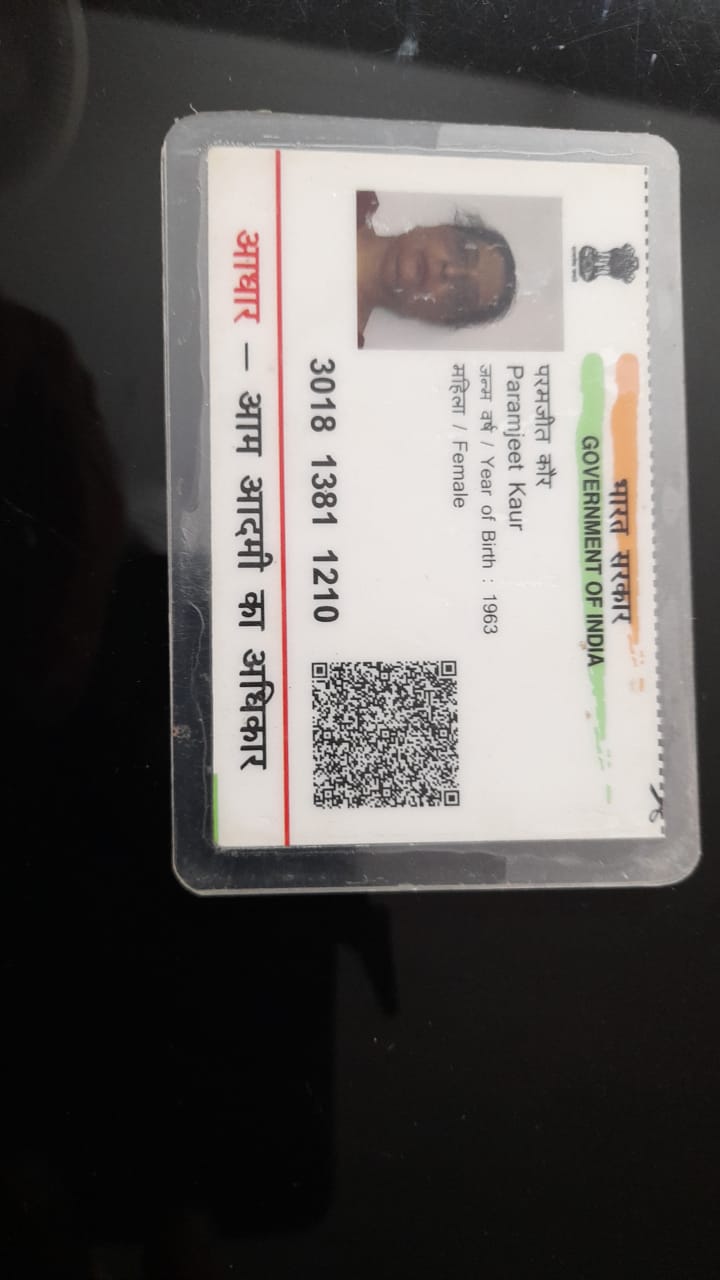 भारत सरकार
GOVERNMENT OF INDIA
परमजीत कौर
Paramjeet Kaur
जन्म वर्ष / Year of Birth : 1963
महिला / Female
3018 1381 1210
आधार – आम आदमी का अधिकार